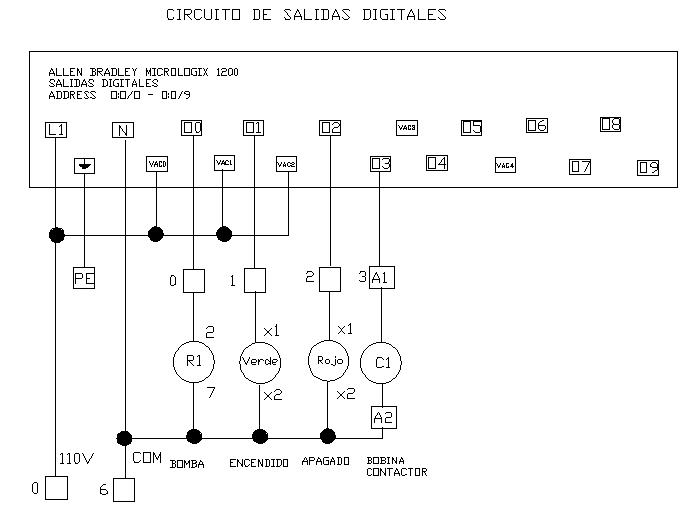 CIRCUITO DE SALIDAS DIGITALES
ALLEN BRADLEY MICROLOGIX 1200
SALIDAS DIGITALES
ADDRESS O:0/0 - O:0/9
L1 N O0 O1 O2 VAC3 O5 O6 O8
VAC0 VAC1 VAC2 O3 O4 VAC4 O7 O9
PE 0 1 2 3 A1
2 x1 x1
R1 Verde Rojo C1
7 x2 x2
A2
110V COM BOMBA ENCENDIDO APAGADO BOBINA
CONTACTOR
0 6